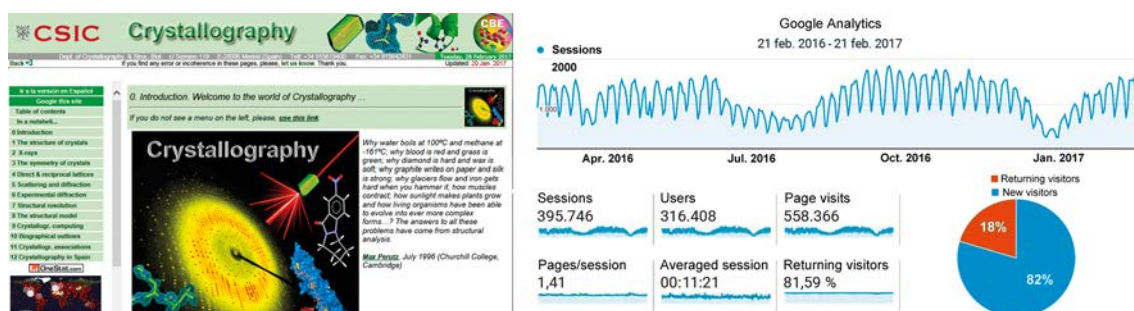 CSIC
Crystallography
CBE
Tuesday, 28 February 2017
Back
If you find any error or incoherence in these pages, please, let us know. Thank you.
Updated: 20 Jan. 2017
Ir a la versión en Español
Google this site
Table of contents
In a nutshell...
0 Introduction
1 The structure of crystals
2 X-rays
3 The symmetry of crystals
4 Direct & reciprocal lattices
5 Scattering and diffraction
6 Experimental diffraction
7 Structural resolution
8 The structural model
9 Crystallogr. computing
10 Biographical outlines
11 Crystallogr. associations
12 Crystallography in Spain
OneStat.com
0. Introduction. Welcome to the world of Crystallography ...
If you do not see a menu on the left, please, use this link
Crystallography
Why water boils at 100ºC and methane at
-161ºC; why blood is red and grass is
green; why diamond is hard and wax is
soft; why graphite writes on paper and silk
is strong; why glaciers flow and iron gets
hard when you hammer it; how muscles
contract; how sunlight makes plants grow
and how living organisms have been able
to evolve into ever more complex
forms...? The answers to all these
problems have come from structural
analysis.
Max Perutz, July 1996 (Churchill College,
Cambridge)
Google Analytics
21 feb. 2016 - 21 feb. 2017
Sessions
2000
1.000
Apr. 2016
Jul. 2016
Oct. 2016
Jan. 2017
Sessions
395.746
Users
316.408
Page visits
558.366
Pages/session
1,41
Averaged session
00:11:21
Returning visitors
81,59 %
Returning visitors
New visitors
18%
82%